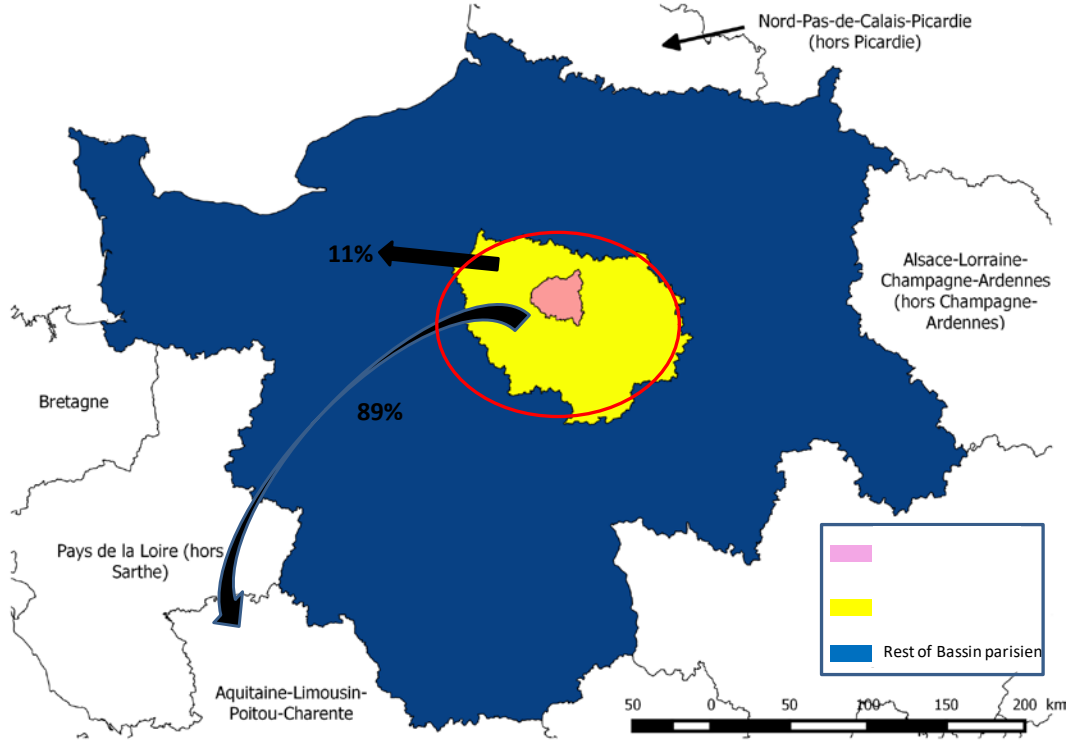 Nord-Pas-de-Calais-Picardie
(hors Picardie)
11%
Alsace-Lorraine-
Champagne-Ardennes
(hors Champagne-
Ardennes)
Bretagne
89%
Pays de la Loire (hors
Sarthe)
Rest of Bassin parisien
Aquitaine-Limousin-
Poitou-Charente
50 0 50 100 150 200 km